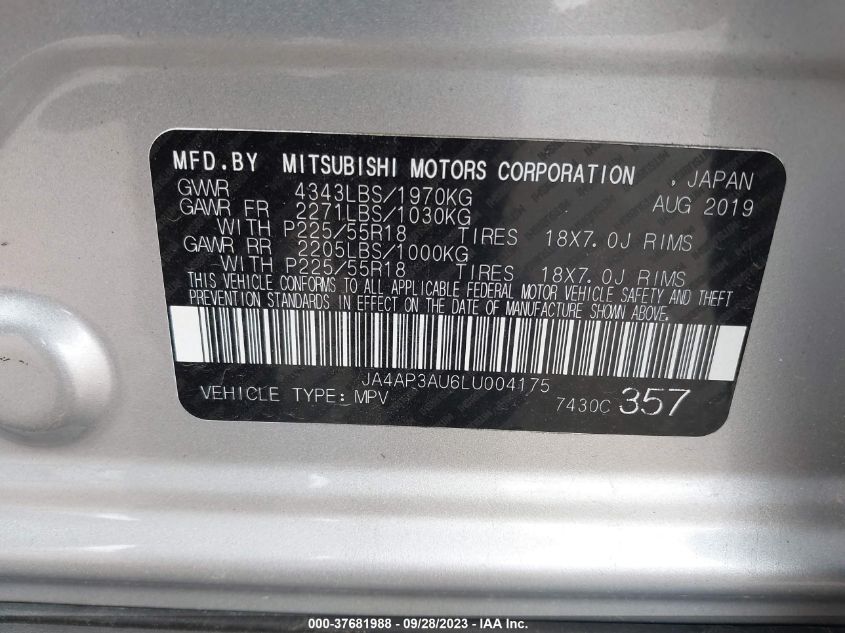 MFD.BY MITSUBISHI MOTORS CORPORATION , JAPAN
GWWR 4343LBS/1970KG AUG 2019
GAWR FR 2271LBS/1030KG
WITH P225/55R18 TIRES 18X7.0J RIMS
GAWR RR 2205LBS/1000KG
WITH P225/55R18 TIRES 18X7.0J RIMS
THIS VEHICLE CONFORMS TO ALL APPLICABLE FEDERAL MOTOR VEHICLE SAFETY AND THEFT
PREVENTION STANDARDS IN EFFECT ON THE DATE OF MANUFACTURE SHOWN ABOVE.
JA4AP3AU6LU004175
VEHICLE TYPE: MPV 7430C 357
000-37681988 - 09/28/2023 - IAA Inc.